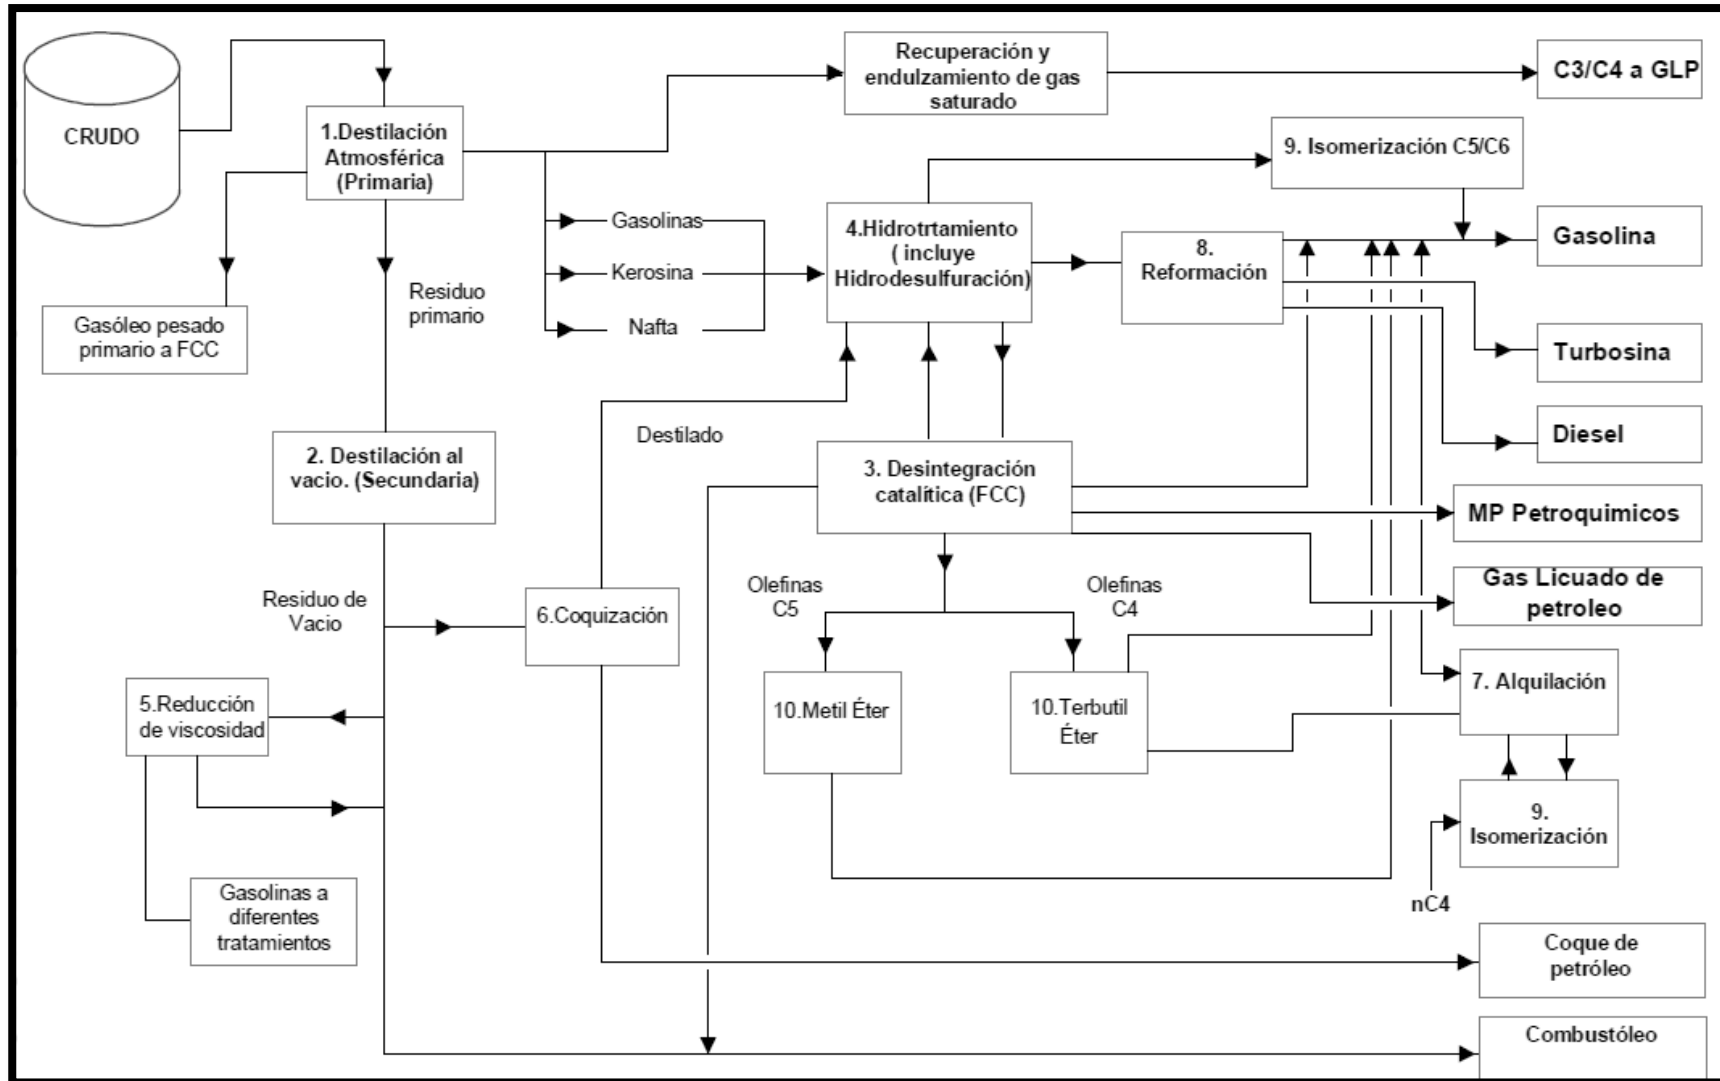 CRUDO
1.Destilación
Atmosférica
(Primaria)
Recuperación y
endulzamiento de gas
saturado
C3/C4 a GLP
9. Isomerización C5/C6
Gasolinas
Kerosina
Nafta
4.Hidrotrtamiento
( incluye
Hidrodesulfuración)
8.
Reformación
Gasolina
Turbosina
Diesel
Gasóleo pesado
primario a FCC
Residuo
primario
2. Destilación al
vacio. (Secundaria)
Destilado
3. Desintegración
catalítica (FCC)
MP Petroquimicos
Gas Licuado de
petroleo
Residuo de
Vacio
6.Coquización
Olefinas
C5
Olefinas
C4
5.Reducción
de viscosidad
10.Metil Éter
10.Terbutil
Éter
7. Alquilación
9.
Isomerización
nC4
Gasolinas a
diferentes
tratamientos
Coque de
petróleo
Combustóleo